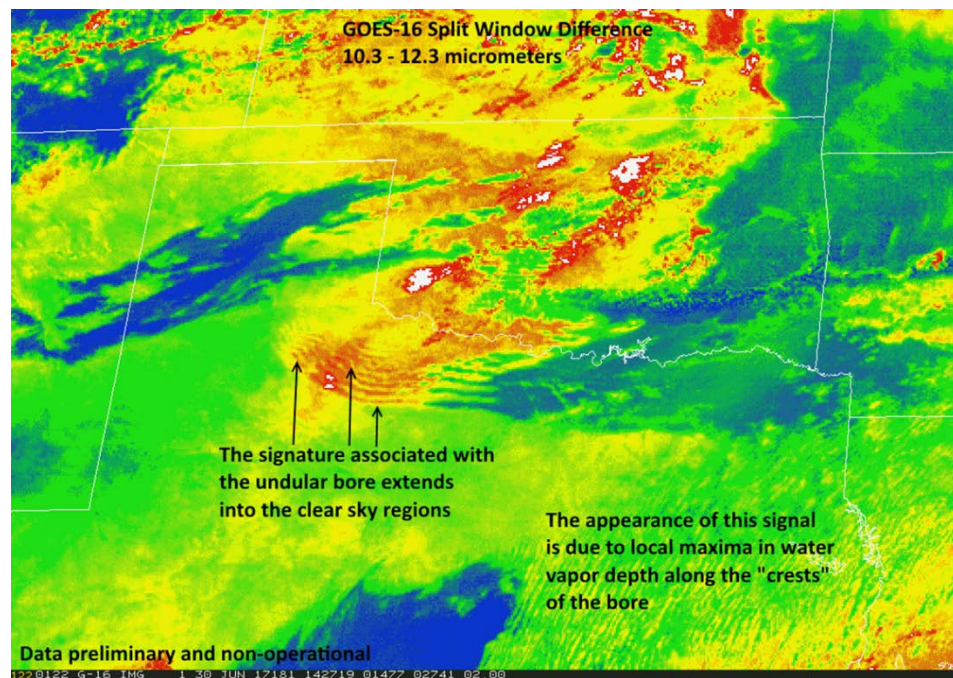 GOES-16 Split Window Difference
10.3 - 12.3 micrometers
The signature associated with
the undular bore extends
into the clear sky regions
The appearance of this signal
is due to local maxima in water
vapor depth along the "crests"
of the bore
Data preliminary and non-operational
0122 G-16 IMG 1 30 JUN 17181 142719 01477 02741 02.00